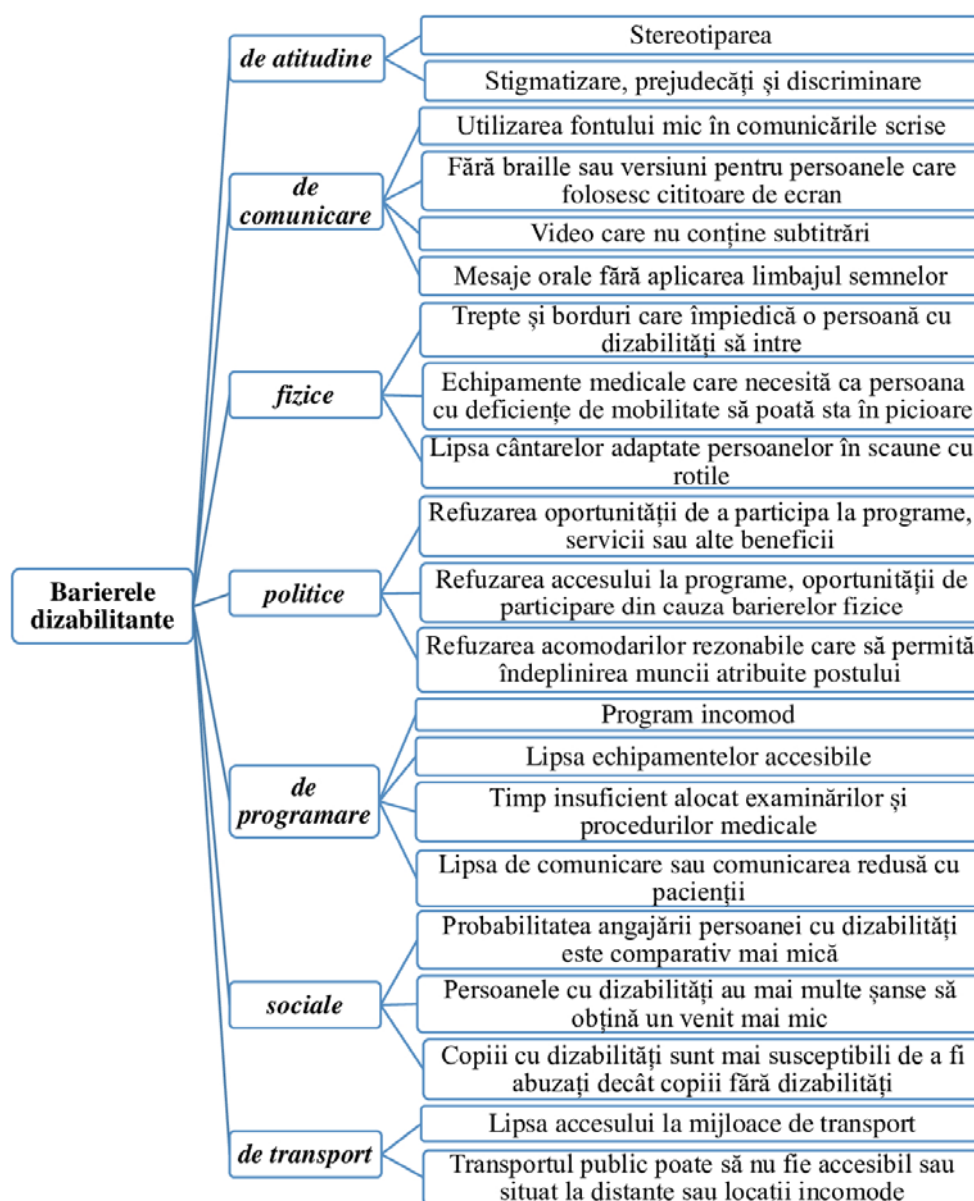 de atitudine
Stereotiparea
Stigmatizare, prejudecăți și discriminare
de
comunicare
Utilizarea fontului mic în comunicările scrise
Fără braille sau versiuni pentru persoanele care
folosesc cititoare de ecran
Video care nu conține subtitrări
Mesaje orale fără aplicarea limbajul semnelor
fizice
Trepte și borduri care împiedică o persoană cu
dizabilități să intre
Echipamente medicale care necesită ca persoana
cu deficiențe de mobilitate să poată sta în picioare
Lipsa cântarelor adaptate persoanelor în scaune cu
rotile
Barierele
dizabilitante
politice
Refuzarea oportunității de a participa la programe,
servicii sau alte beneficii
Refuzarea accesului la programe, oportunității de
participare din cauza barierelor fizice
Refuzarea acomodarilor rezonabile care să permită
îndeplinirea muncii atribuite postului
de
programare
Program incomod
Lipsa echipamentelor accesibile
Timp insuficient alocat examinărilor și
procedurilor medicale
Lipsa de comunicare sau comunicarea redusă cu
pacienții
sociale
Probabilitatea angajării persoanei cu dizabilități
este comparativ mai mică
Persoanele cu dizabilități au mai multe șanse să
obțină un venit mai mic
Copiii cu dizabilități sunt mai susceptibili de a fi
abuzați decât copiii fără dizabilități
de transport
Lipsa accesului la mijloace de transport
Transportul public poate să nu fie accesibil sau
situat la distanțe sau locații incomode